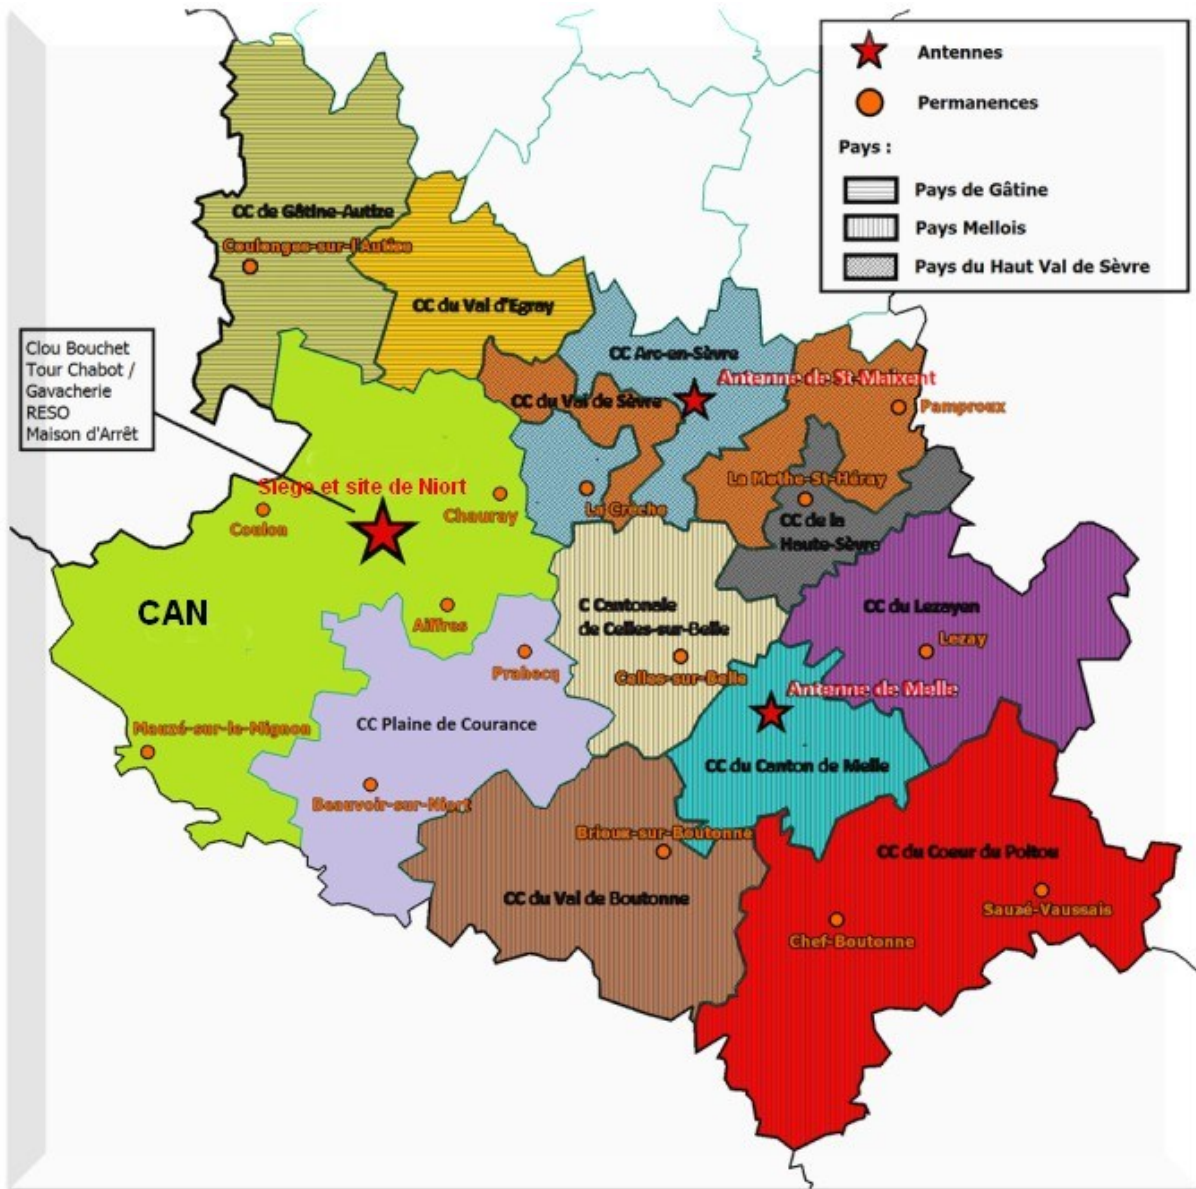 Antennes
Permanences
Pays :
Pays de Gâtine
Pays Mellois
Pays du Haut Val de Sèvre
CC de Gâtine-Autize
Coulonges-sur-l'Autize
CC du Val d'Egray
Clou Bouchet
Tour Chabot /
Gavacherie
RESO
Maison d'Arrêt
CC Arc-en-Sèvre
Antenne de St-Maixent
CC du Val de Sèvre
Pamproux
Siège et site de Niort
Chauray
Coulon
La Crèche
La Mothe-St-Héray
CC de la
Haute-Sèvre
CAN
Aiffres
C Cantonale
de Celles-sur-Belle
CC du Lezayen
Lezay
Prahecq
Celles-sur-Belle
Antenne de Melle
Mauzé-sur-le-Mignon
CC Plaine de Courance
CC du Canton de Melle
Beauvoir-sur-Niort
Brioux-sur-Boutonne
CC du Coeur du Poitou
CC du Val de Boutonne
Sauzé-Vaussais
Chef-Boutonne